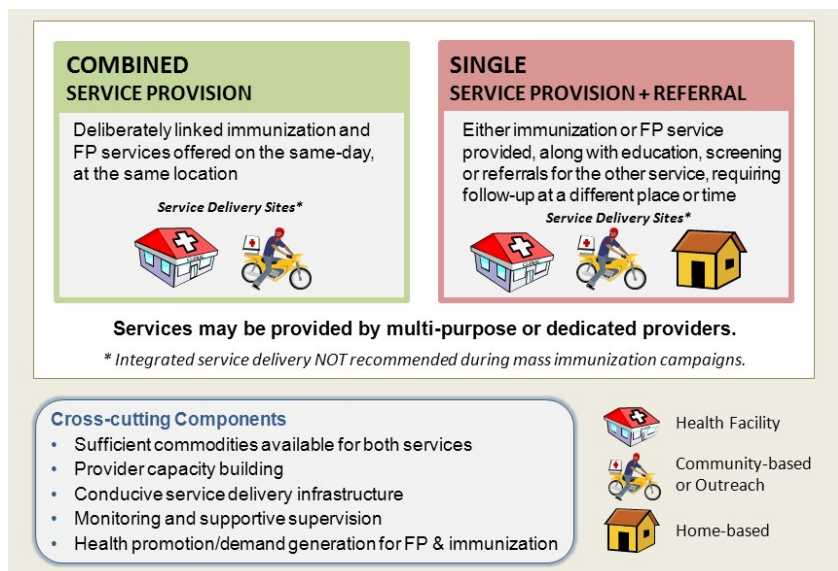 COMBINED
SERVICE PROVISION
Deliberately linked immunization and
FP services offered on the same-day,
at the same location
Service Delivery Sites*
SINGLE
SERVICE PROVISION + REFERRAL
Either immunization or FP service
provided, along with education, screening
or referrals for the other service, requiring
follow-up at a different place or time
Service Delivery Sites*
Services may be provided by multi-purpose or dedicated providers.
* Integrated service delivery NOT recommended during mass immunization campaigns.
Cross-cutting Components
• Sufficient commodities available for both services
• Provider capacity building
• Conducive service delivery infrastructure
• Monitoring and supportive supervision
• Health promotion/demand generation for FP & immunization
Health Facility
Community-based
or Outreach
Home-based